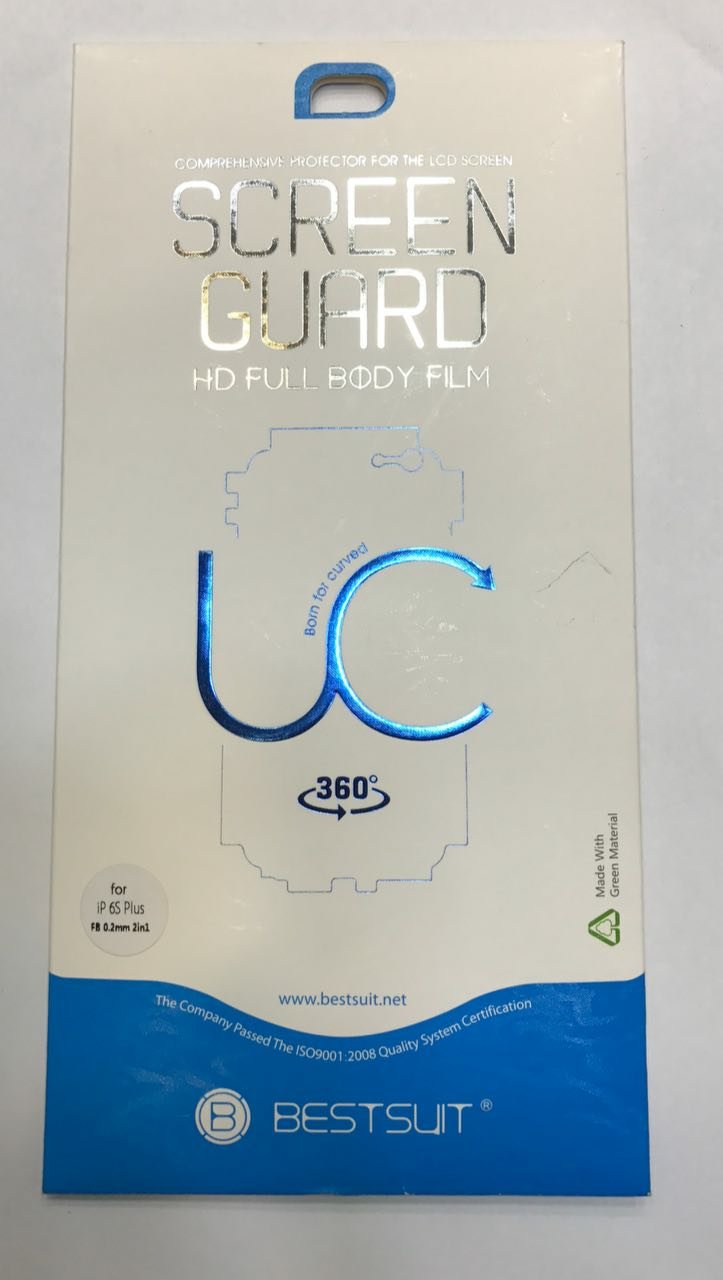 COMPREHENSIVE PROTECTOR FOR THE LCD SCREEN
SCREEN
GUARD
HD FULL BODY FILM
Born for curved
UC
360°
Made With
Green Material
for
iP 6S Plus
FB 0.2mm 2in1
www.bestsuit.net
The Company Passed The ISO9001:2008 Quality System Certification
B BESTSUIT®